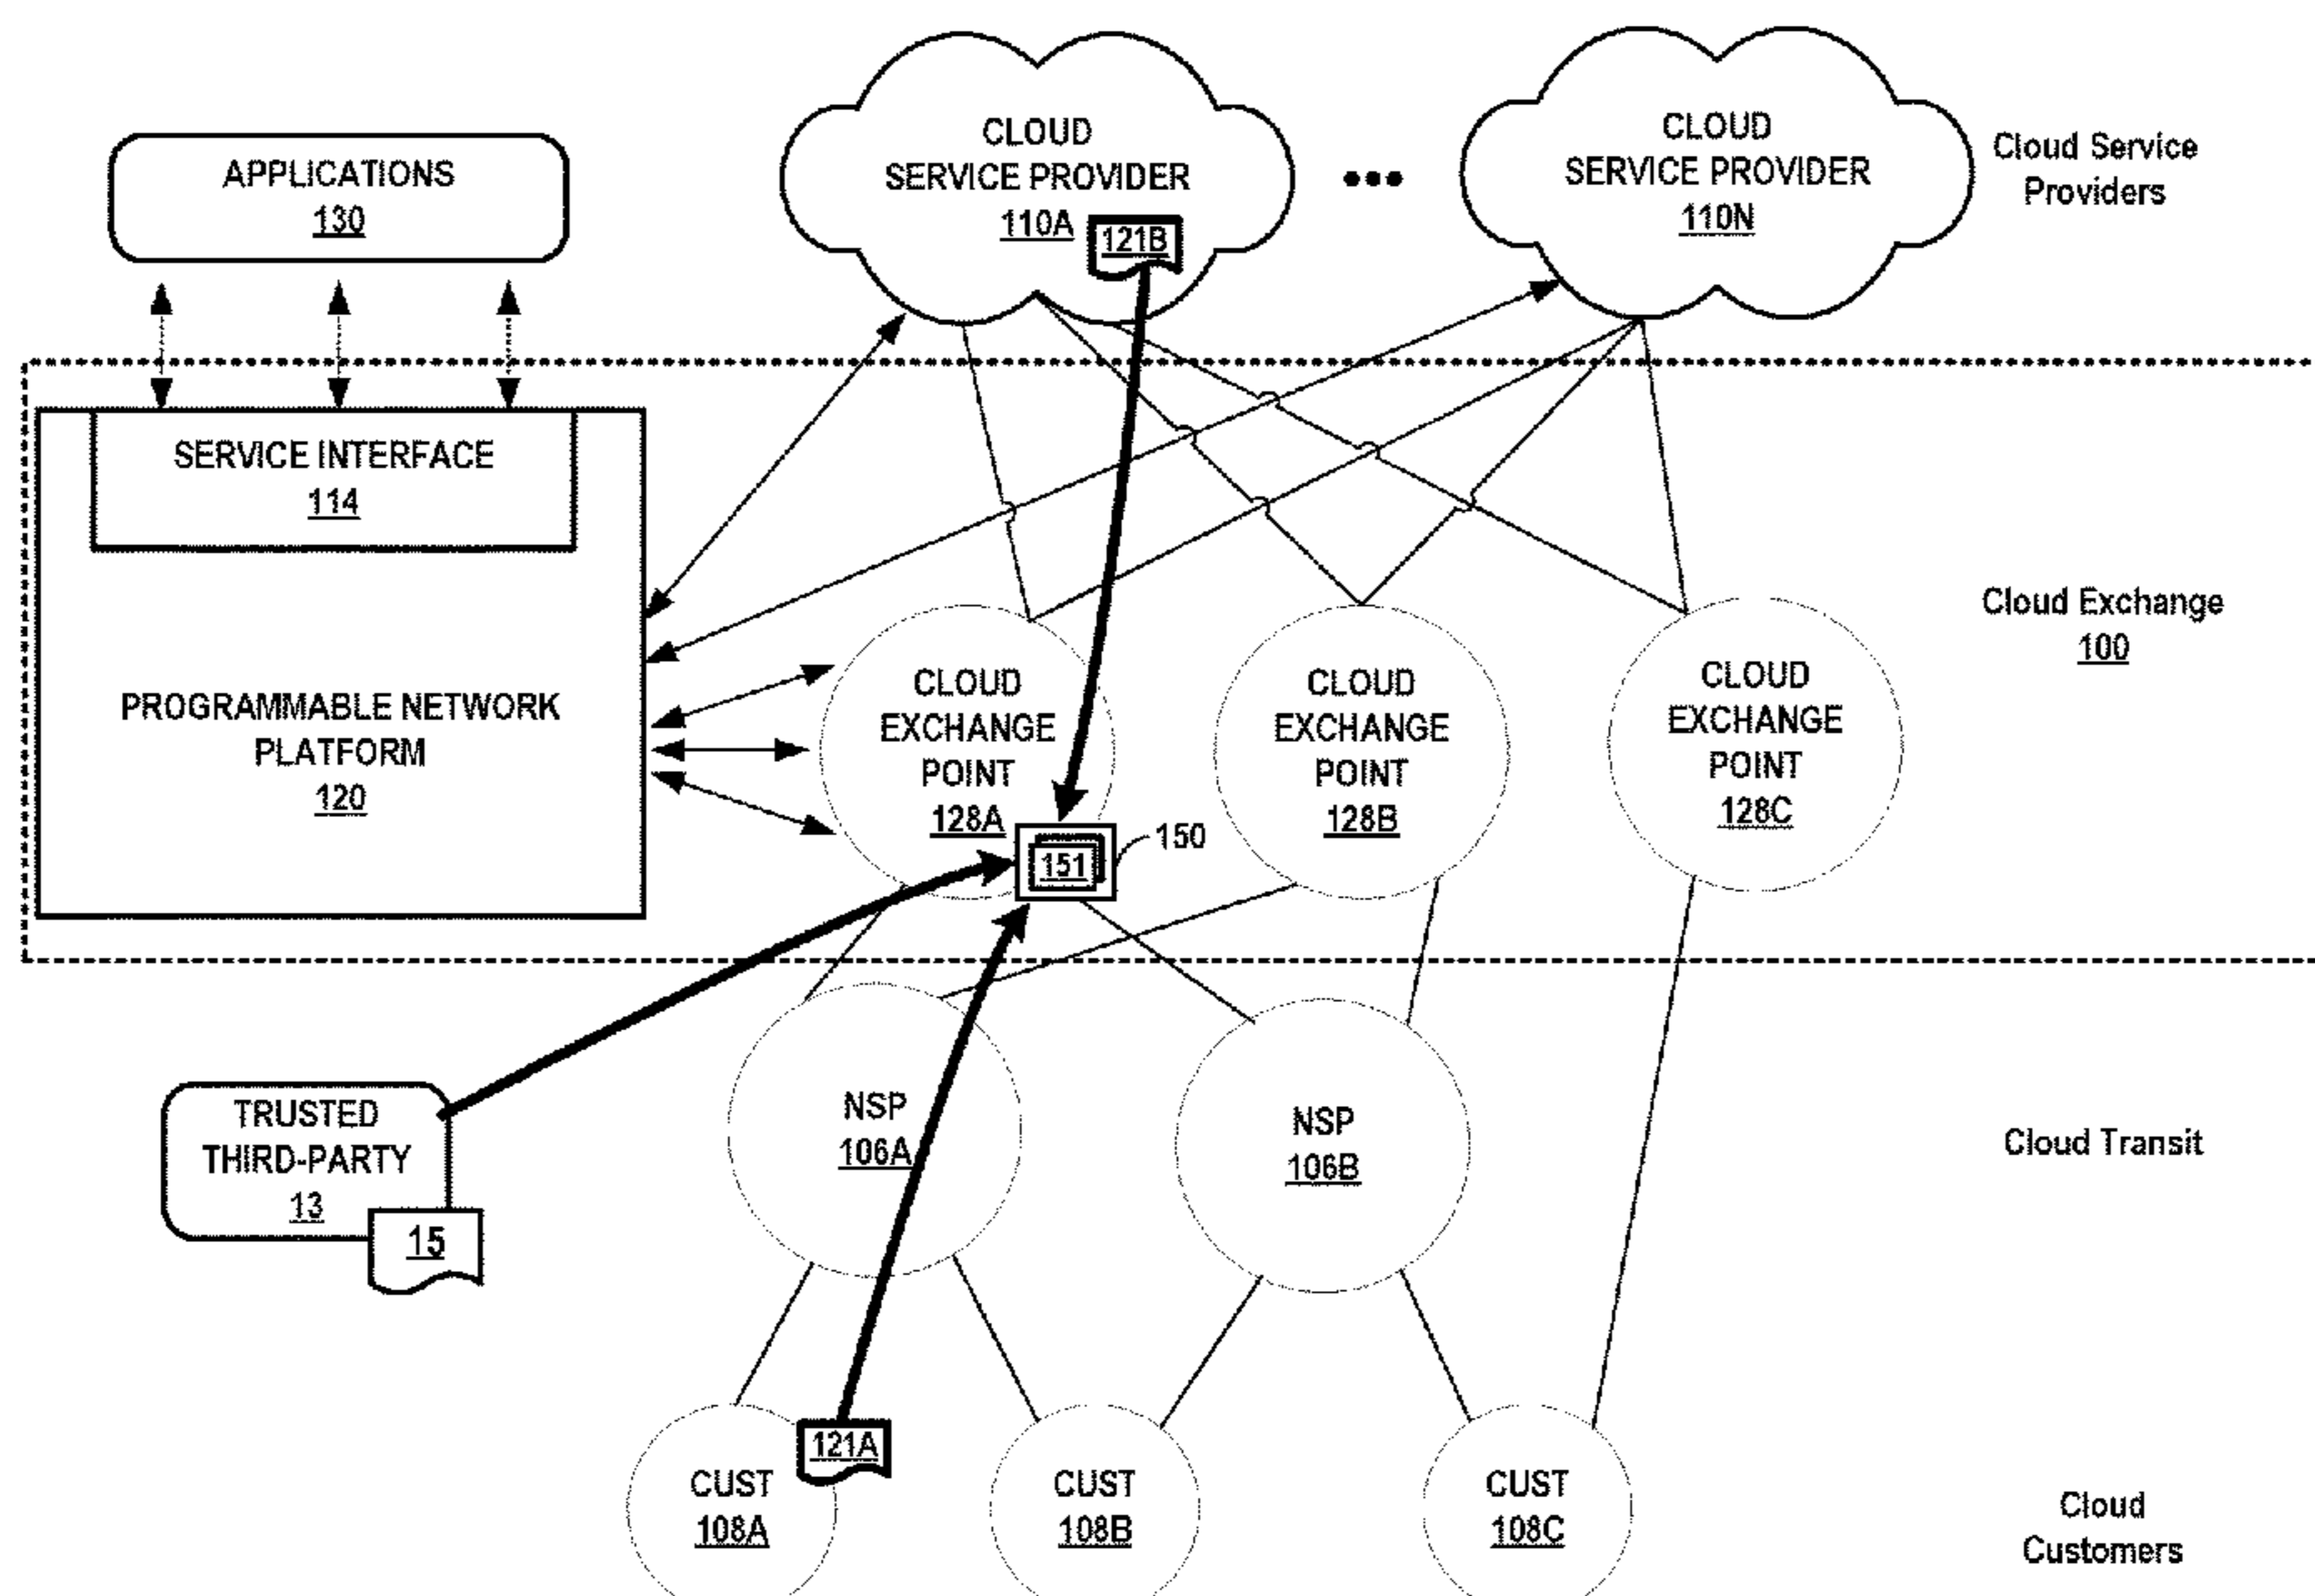 APPLICATIONS
130
CLOUD
SERVICE PROVIDER
110A
121B
CLOUD
SERVICE PROVIDER
110N
Cloud Service
Providers
SERVICE INTERFACE
114
PROGRAMMABLE NETWORK
PLATFORM
120
CLOUD
EXCHANGE
POINT
128A
151
150
CLOUD
EXCHANGE
POINT
128B
CLOUD
EXCHANGE
POINT
128C
Cloud Exchange
100
TRUSTED
THIRD-PARTY
13
15
NSP
106A
NSP
106B
Cloud Transit
CUST
108A
121A
CUST
108B
CUST
108C
Cloud
Customers